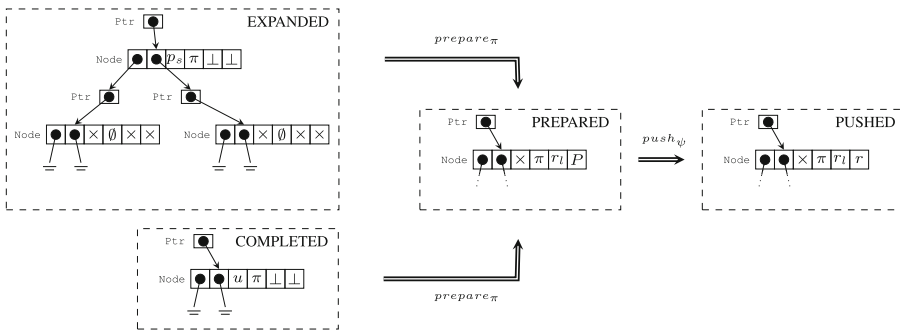 EXPANDED
Ptr
Node p_s π ⊥ ⊥
Ptr Ptr
Node × ∅ × × Node × ∅ × ×
prepare_π
PREPARED
Ptr
Node × π r_l P
push_ψ
PUSHED
Ptr
Node × π r_l r
COMPLETED
Ptr
Node u π ⊥ ⊥
prepare_π